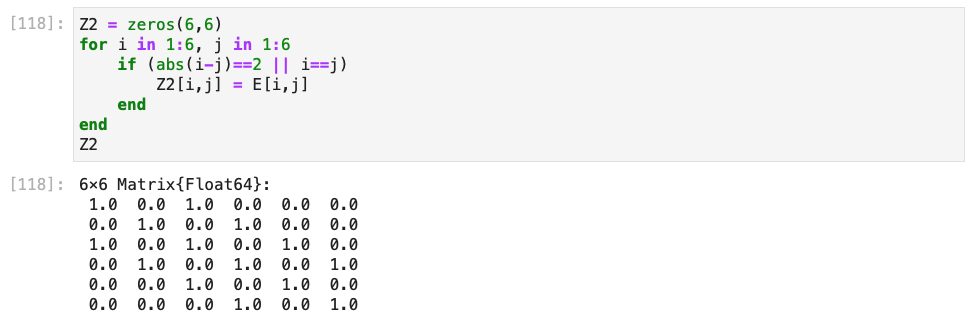 [118]: Z2 = zeros(6,6)
for i in 1:6, j in 1:6
    if (abs(i-j)==2 || i==j)
        Z2[i,j] = E[i,j]
    end
end
Z2
[118]: 6×6 Matrix{Float64}:
 1.0  0.0  1.0  0.0  0.0  0.0
 0.0  1.0  0.0  1.0  0.0  0.0
 1.0  0.0  1.0  0.0  1.0  0.0
 0.0  1.0  0.0  1.0  0.0  1.0
 0.0  0.0  1.0  0.0  1.0  0.0
 0.0  0.0  0.0  1.0  0.0  1.0